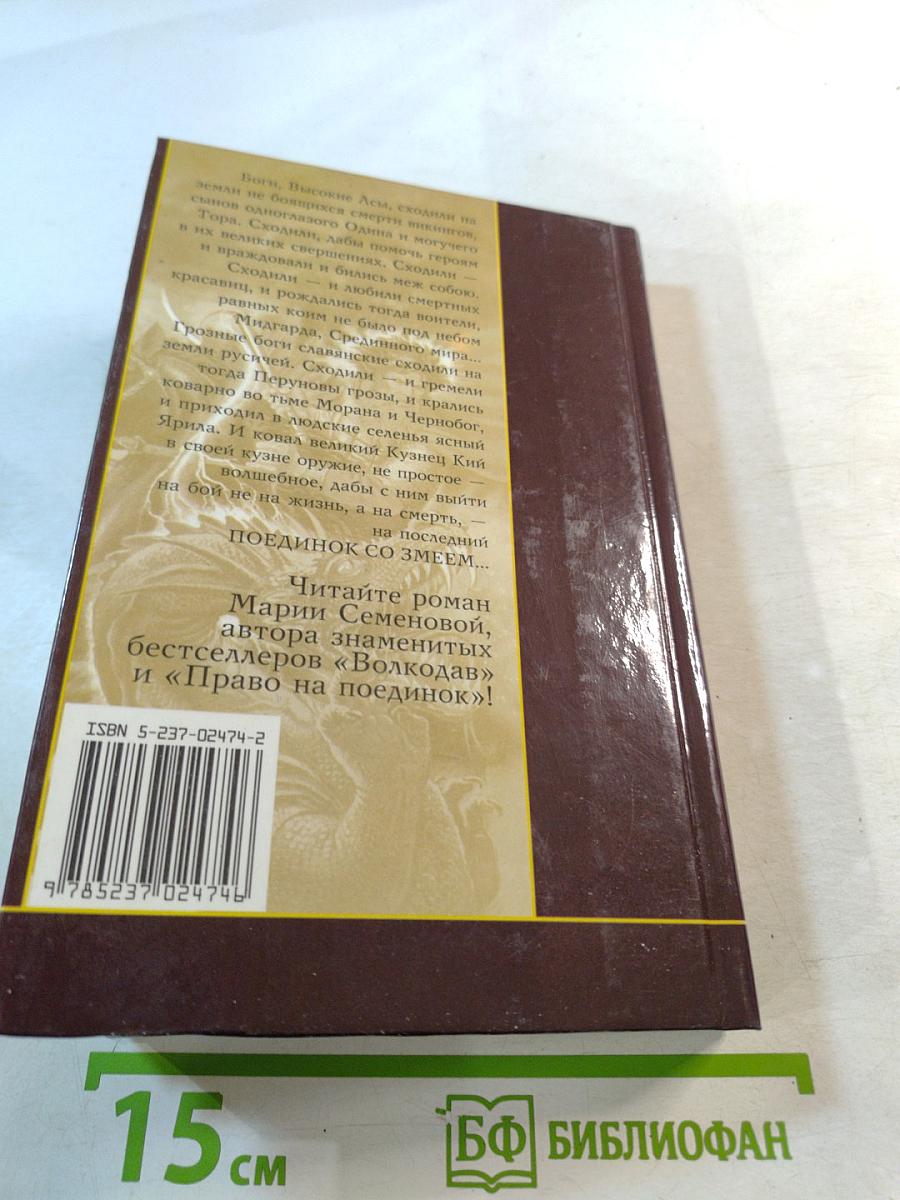 Боги, Высокие Асы, сходили на
земли не боящихся смерти викингов,
сынов одноглазого Одина и могучего
Тора. Сходили, дабы помочь героям
в их великих свершениях. Сходили —
и враждовали и бились меж собою.
Сходили — и любили смертных
красавиц, и рождались тогда воители,
равных коим не было под небом
Мидгарда, Срединного мира...
Грозные боги славянские сходили на
земли русичей. Сходили — и гремели
тогда Перуновы грозы, и крались
коварно во тьме Морана и Чернобог,
и приходил в людские селенья ясный
Ярила. И ковал великий Кузнец Кий
в своей кузне оружие, не простое —
волшебное, дабы с ним выйти
на бой не на жизнь, а на смерть, —
на последний
ПОЕДИНОК СО ЗМЕЕМ...
Читайте роман
Марии Семеновой,
автора знаменитых
бестселлеров «Волкодав»
и «Право на поединок»!
ISBN 5-237-02474-2
9 785237 024746
15 см
БФ БИБЛИОФАН